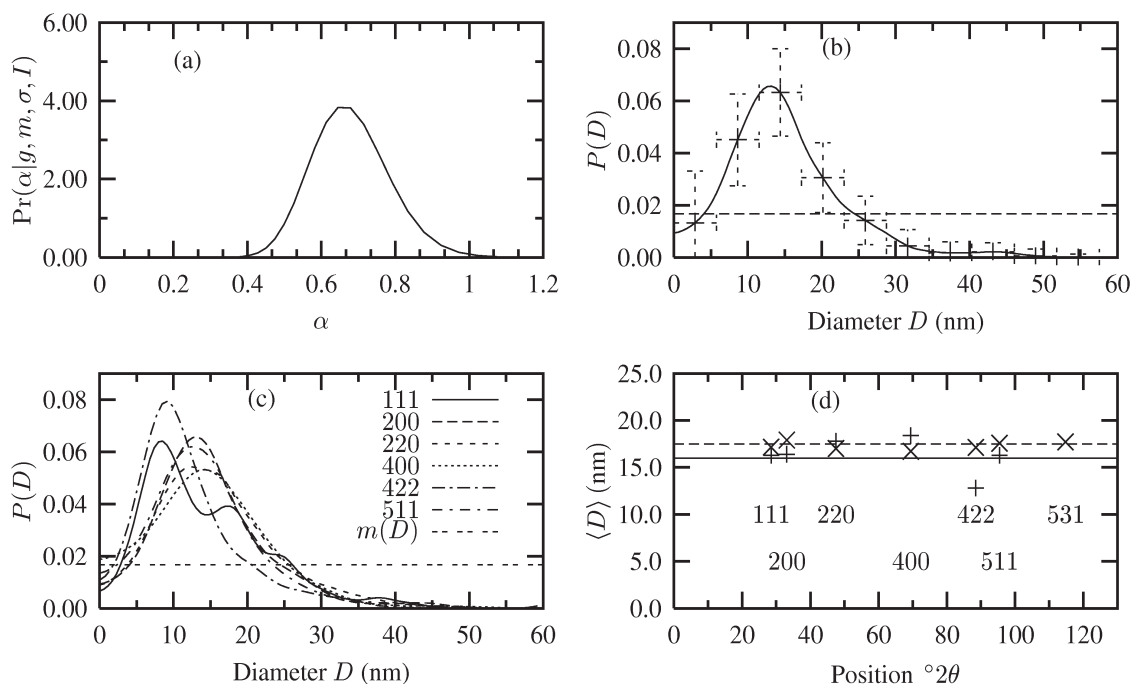 6.00
4.00
2.00
0.00
0 0.2 0.4 0.6 0.8 1 1.2
Pr(α|g, m, σ, I)
α
(a)
0.08
0.06
0.04
0.02
0.00
0 10 20 30 40 50 60
P(D)
Diameter D (nm)
(b)
0.08
0.06
0.04
0.02
0.00
0 10 20 30 40 50 60
P(D)
Diameter D (nm)
(c)
111
200
220
400
422
511
m(D)
25.0
20.0
15.0
10.0
5.0
0.0
0 20 40 60 80 100 120
⟨D⟩ (nm)
Position °2θ
(d)
111 220 422 531
200 400 511